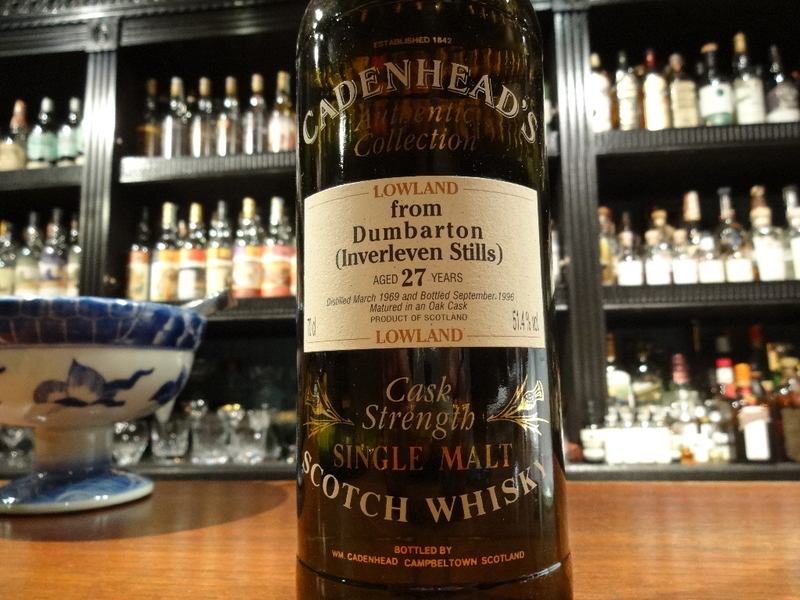 ESTABLISHED 1842
CADENHEAD'S
Authentic
Collection
LOWLAND
from
Dumbarton
(Inverleven Stills)
AGED 27 YEARS
Distilled March 1969 and Bottled September 1996
Matured in an Oak Cask
PRODUCT OF SCOTLAND
70cl 51.4% vol
LOWLAND
Cask
Strength
SINGLE MALT
SCOTCH WHISKY
BOTTLED BY
WM. CADENHEAD CAMPBELTOWN SCOTLAND